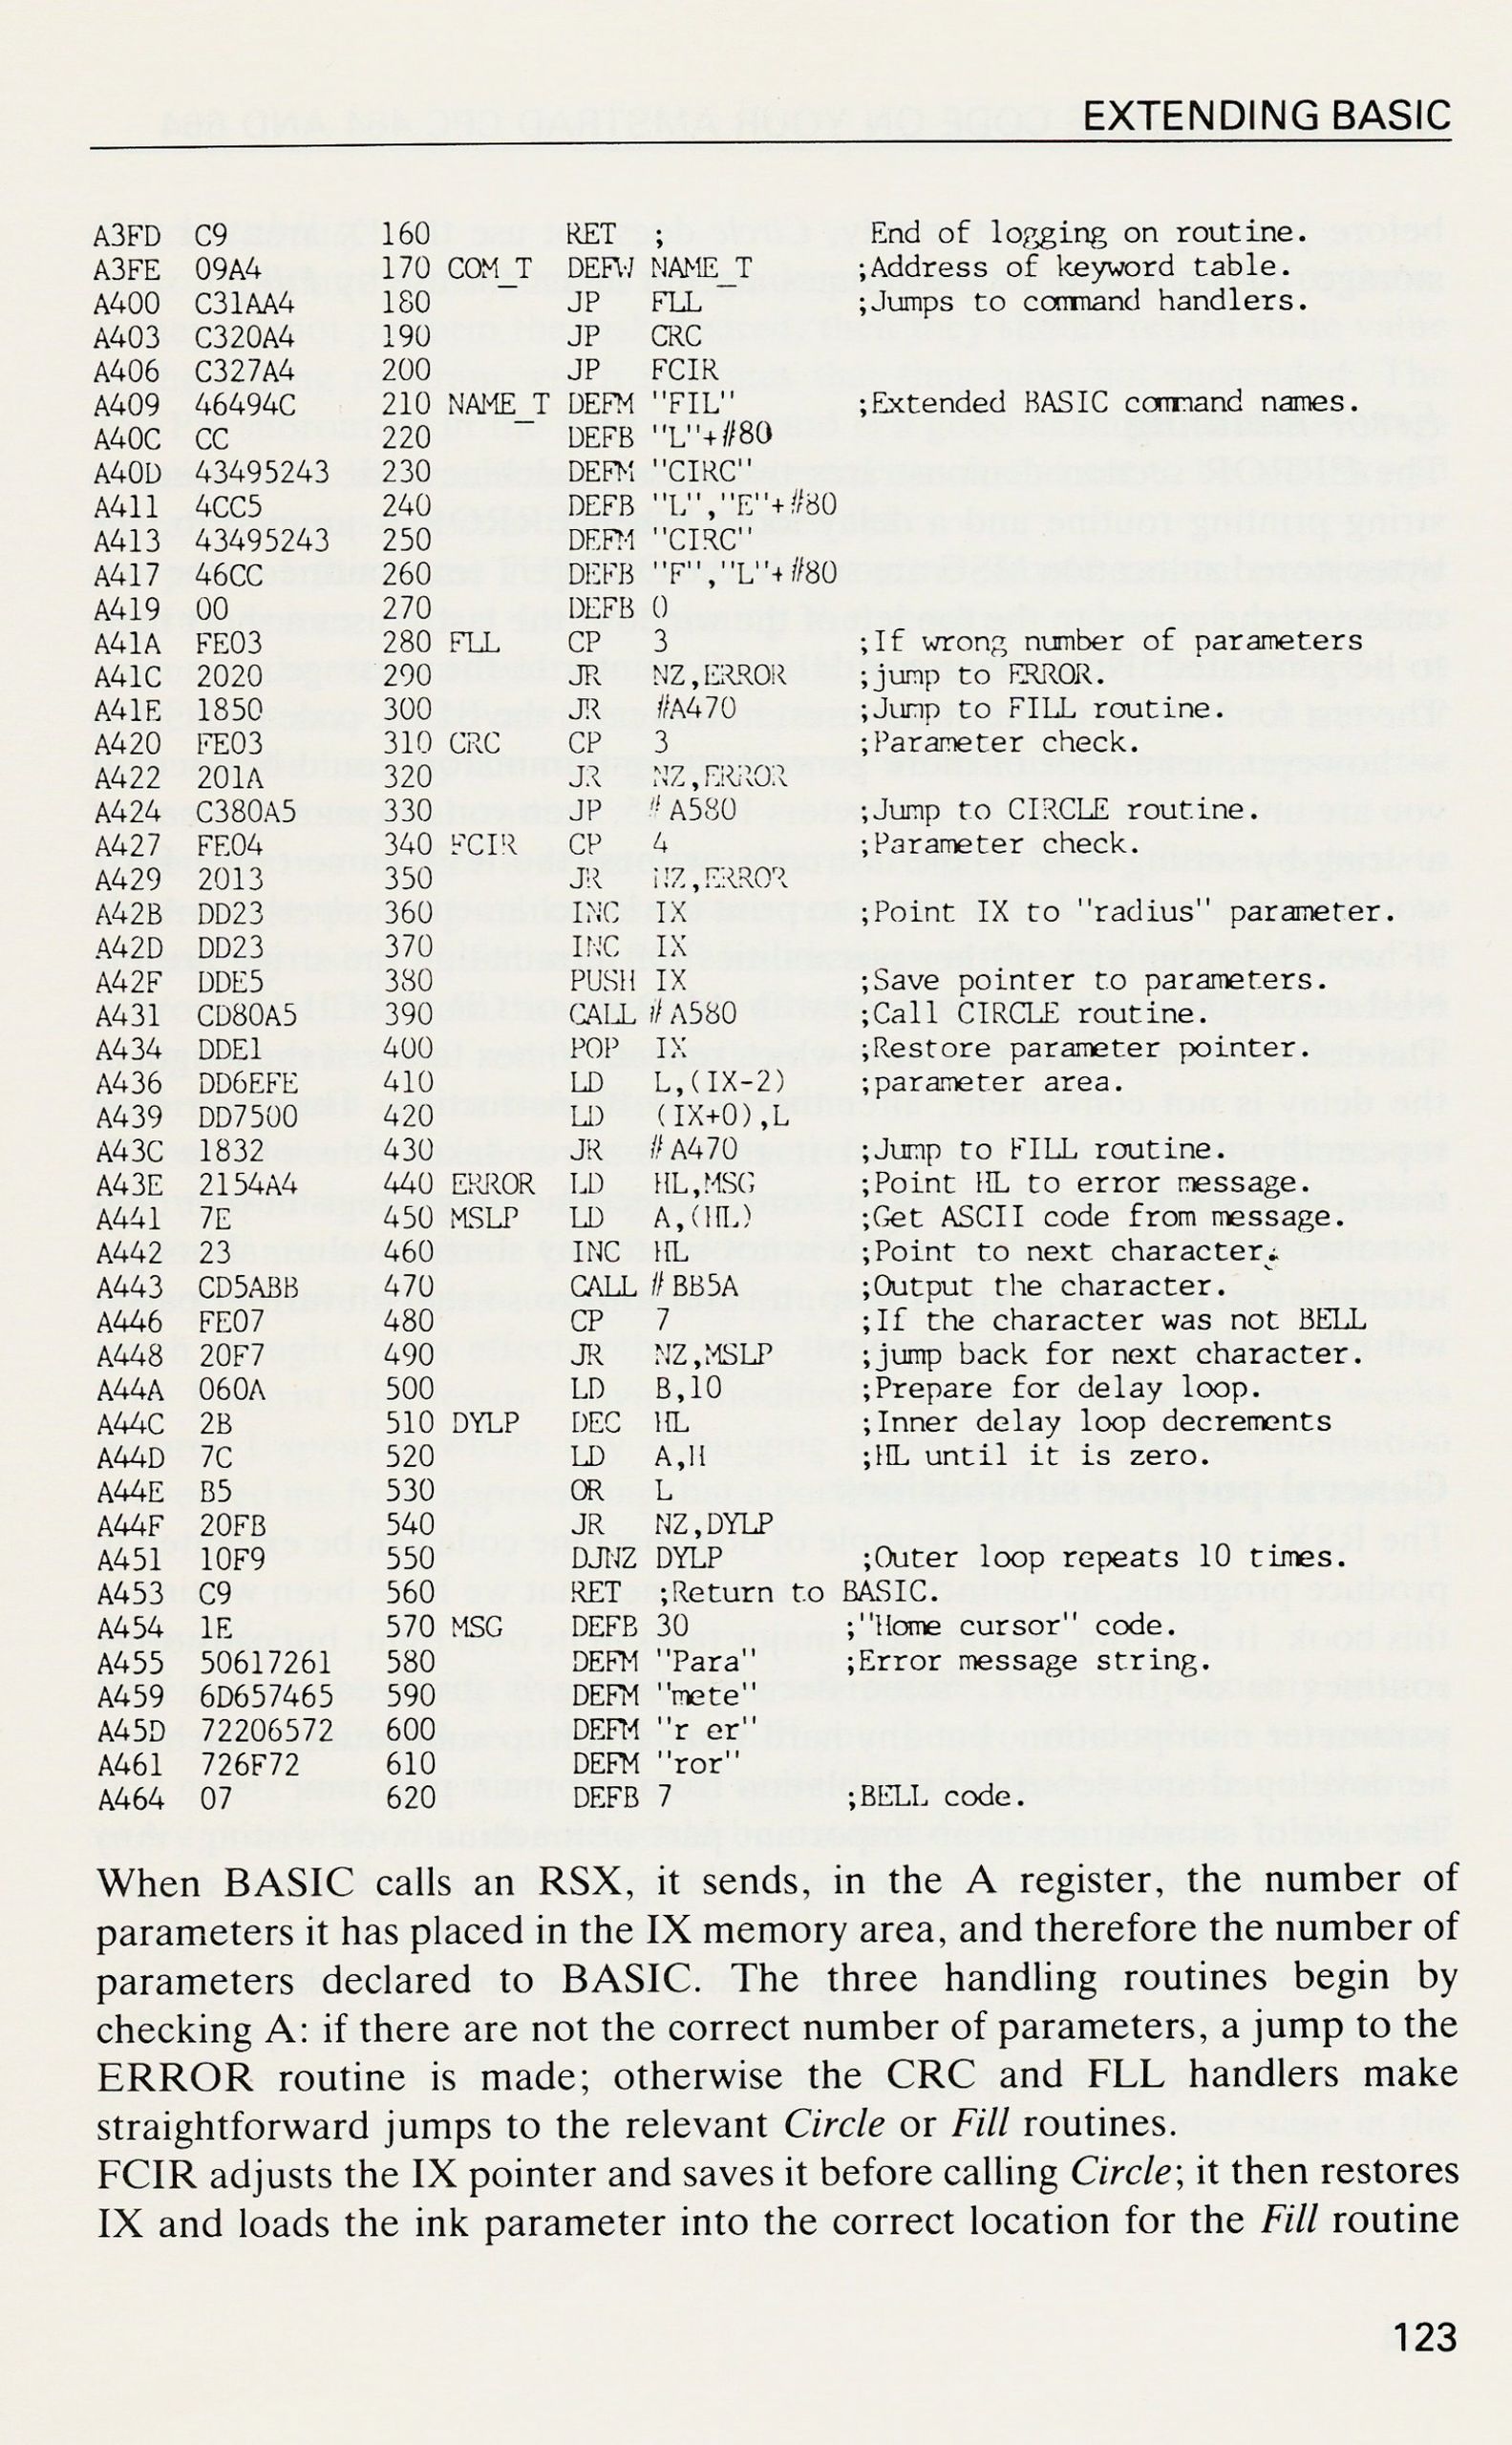 EXTENDING BASIC
A3FD C9 160 RET ; End of logging on routine.
A3FE 09A4 170 COM_T DEFW NAME_T ;Address of keyword table.
A400 C31AA4 180 JP FLL ;Jumps to command handlers.
A403 C320A4 190 JP CRC
A406 C327A4 200 JP FCIR
A409 46494C 210 NAME_T DEFM "FIL" ;Extended BASIC command names.
A40C CC 220 DEFB "L"+#80
A40D 43495243 230 DEFM "CIRC"
A411 4CC5 240 DEFB "L","E"+#80
A413 43495243 250 DEFM "CIRC"
A417 46CC 260 DEFB "F","L"+#80
A419 00 270 DEFB 0
A41A FE03 280 FLL CP 3 ;If wrong number of parameters
A41C 2020 290 JR NZ,ERROR ;jump to ERROR.
A41E 1850 300 JR #A470 ;Jump to FILL routine.
A420 FE03 310 CRC CP 3 ;Parameter check.
A422 201A 320 JR NZ,ERROR
A424 C380A5 330 JP #A580 ;Jump to CIRCLE routine.
A427 FE04 340 FCIR CP 4 ;Parameter check.
A429 2013 350 JR NZ,ERROR
A42B DD23 360 INC IX ;Point IX to "radius" parameter.
A42D DD23 370 INC IX
A42F DDE5 380 PUSH IX ;Save pointer to parameters.
A431 CD80A5 390 CALL #A580 ;Call CIRCLE routine.
A434 DDE1 400 POP IX ;Restore parameter pointer.
A436 DD6EFE 410 LD L,(IX-2) ;parameter area.
A439 DD7500 420 LD (IX+0),L
A43C 1832 430 JR #A470 ;Jump to FILL routine.
A43E 2154A4 440 ERROR LD HL,MSG ;Point HL to error message.
A441 7E 450 MSLP LD A,(HL) ;Get ASCII code from message.
A442 23 460 INC HL ;Point to next character.
A443 CD5ABB 470 CALL #BB5A ;Output the character.
A446 FE07 480 CP 7 ;If the character was not BELL
A448 20F7 490 JR NZ,MSLP ;jump back for next character.
A44A 060A 500 LD B,10 ;Prepare for delay loop.
A44C 2B 510 DYLP DEC HL ;Inner delay loop decrements
A44D 7C 520 LD A,H ;HL until it is zero.
A44E B5 530 OR L
A44F 20FB 540 JR NZ,DYLP
A451 10F9 550 DJNZ DYLP ;Outer loop repeats 10 times.
A453 C9 560 RET ;Return to BASIC.
A454 1E 570 MSG DEFB 30 ;"Home cursor" code.
A455 50617261 580 DEFM "Para" ;Error message string.
A459 6D657465 590 DEFM "mete"
A45D 72206572 600 DEFM "r er"
A461 726F72 610 DEFM "ror"
A464 07 620 DEFB 7 ;BELL code.
When BASIC calls an RSX, it sends, in the A register, the number of
parameters it has placed in the IX memory area, and therefore the number of
parameters declared to BASIC. The three handling routines begin by
checking A: if there are not the correct number of parameters, a jump to the
ERROR routine is made; otherwise the CRC and FLL handlers make
straightforward jumps to the relevant Circle or Fill routines.
FCIR adjusts the IX pointer and saves it before calling Circle; it then restores
IX and loads the ink parameter into the correct location for the Fill routine
123